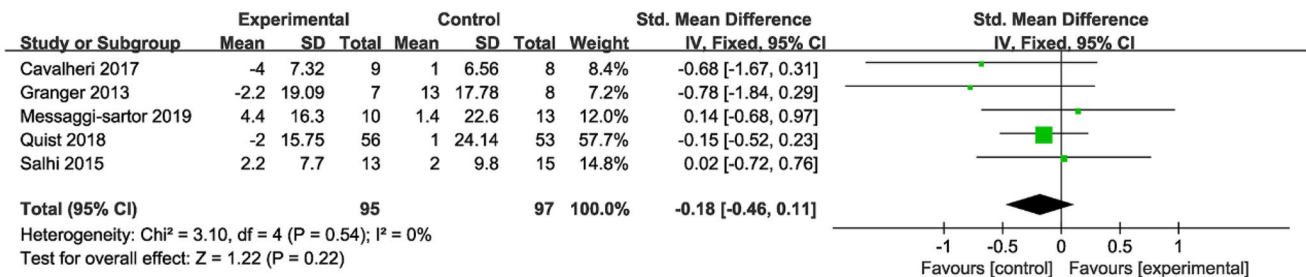 Experimental Control Std. Mean Difference Std. Mean Difference
Study or Subgroup Mean SD Total Mean SD Total Weight IV, Fixed, 95% CI IV, Fixed, 95% CI
Cavalheri 2017 -4 7.32 9 1 6.56 8 8.4% -0.68 [-1.67, 0.31]
Granger 2013 -2.2 19.09 7 13 17.78 8 7.2% -0.78 [-1.84, 0.29]
Messaggi-sartor 2019 4.4 16.3 10 1.4 22.6 13 12.0% 0.14 [-0.68, 0.97]
Quist 2018 -2 15.75 56 1 24.14 53 57.7% -0.15 [-0.52, 0.23]
Salhi 2015 2.2 7.7 13 2 9.8 15 14.8% 0.02 [-0.72, 0.76]
Total (95% CI) 95 97 100.0% -0.18 [-0.46, 0.11]
Heterogeneity: Chi² = 3.10, df = 4 (P = 0.54); I² = 0%
Test for overall effect: Z = 1.22 (P = 0.22)
-1 -0.5 0 0.5 1
Favours [control] Favours [experimental]